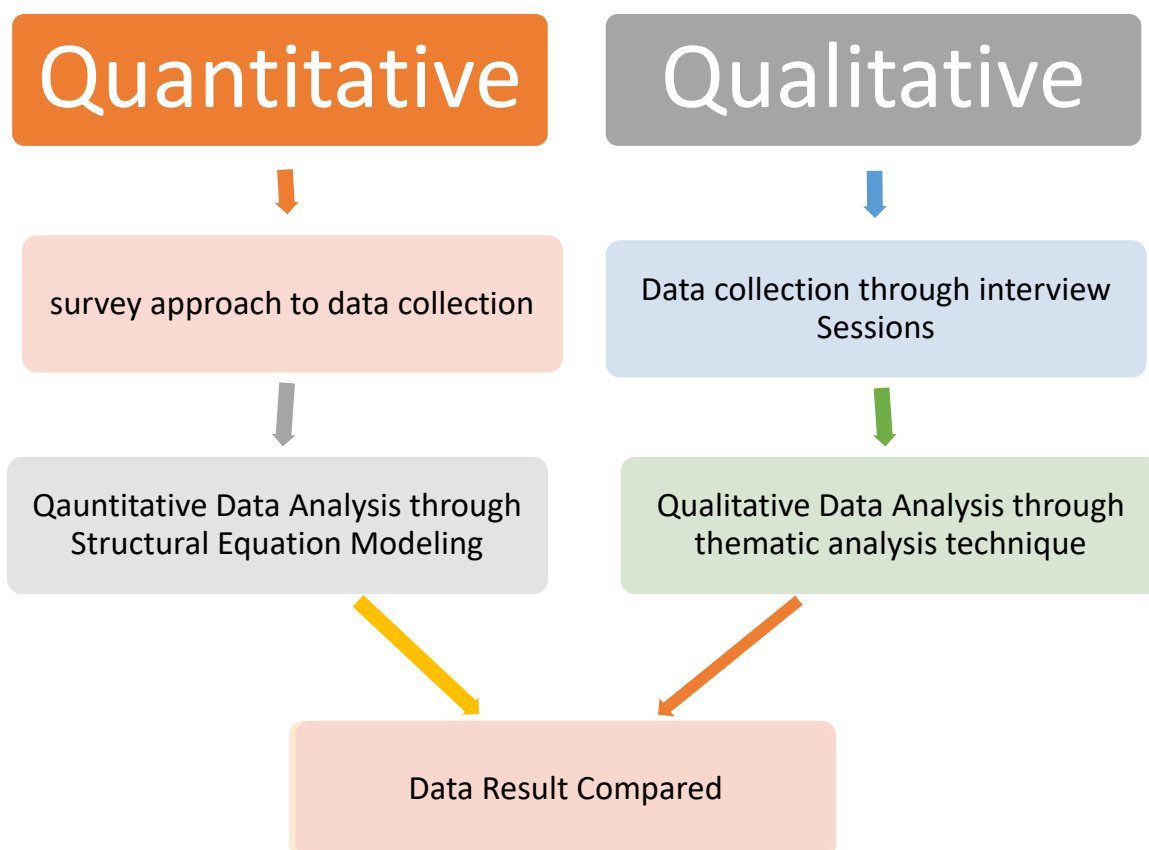 Quantitative
Qualitative
survey approach to data collection
Data collection through interview
Sessions
Qauntitative Data Analysis through
Structural Equation Modeling
Qualitative Data Analysis through
thematic analysis technique
Data Result Compared